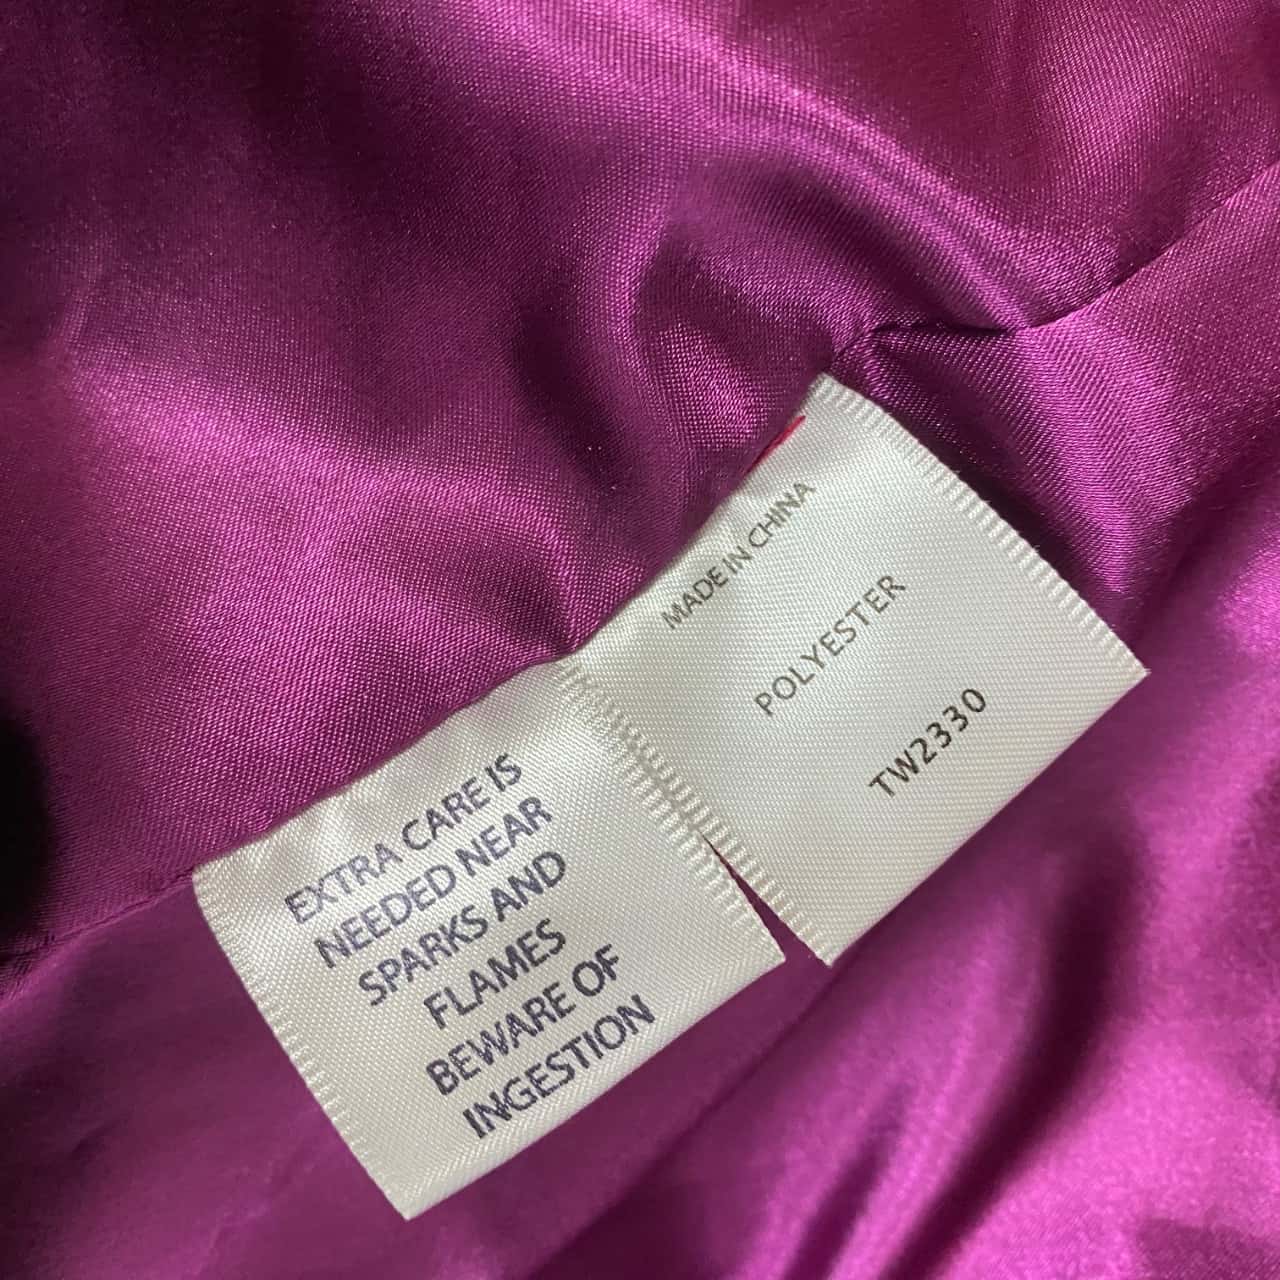 MADE IN CHINA
POLYESTER
TW2330
EXTRA CARE IS
NEEDED NEAR
SPARKS AND
FLAMES
BEWARE OF
INGESTION